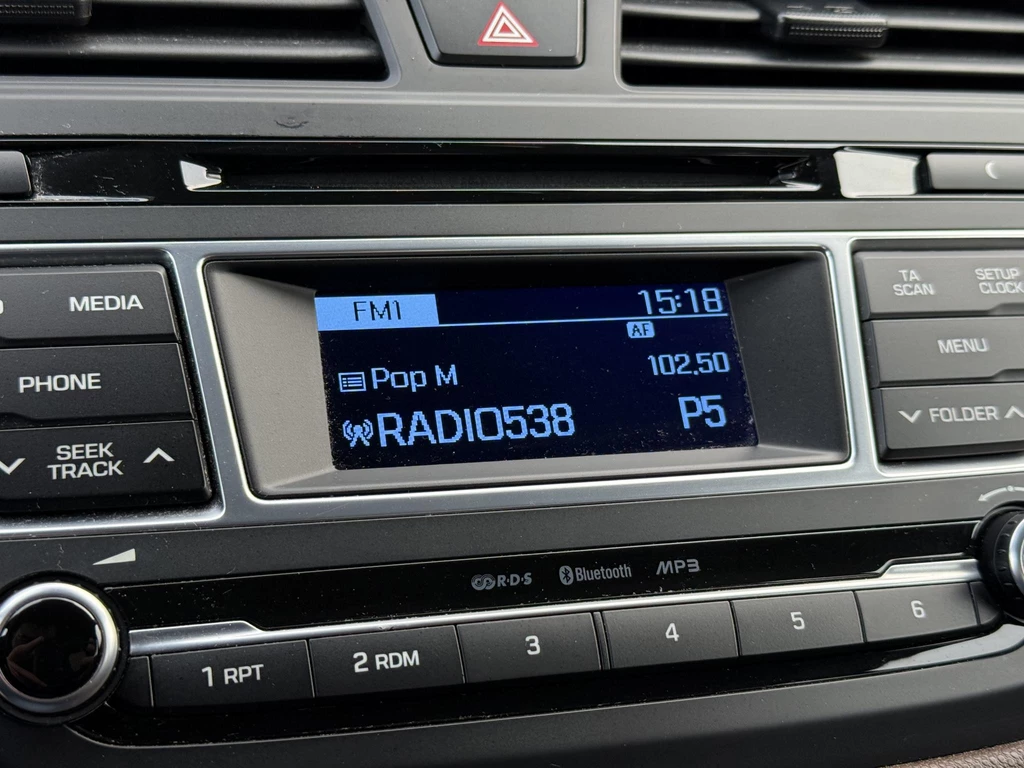 MEDIA
PHONE
SEEK
TRACK
FM1 15:18
AF
Pop M 102.50
RADIO538 P5
TA
SCAN
SETUP
CLOCK
MENU
FOLDER
R·D·S Bluetooth MP3
1 RPT 2 RDM 3 4 5 6